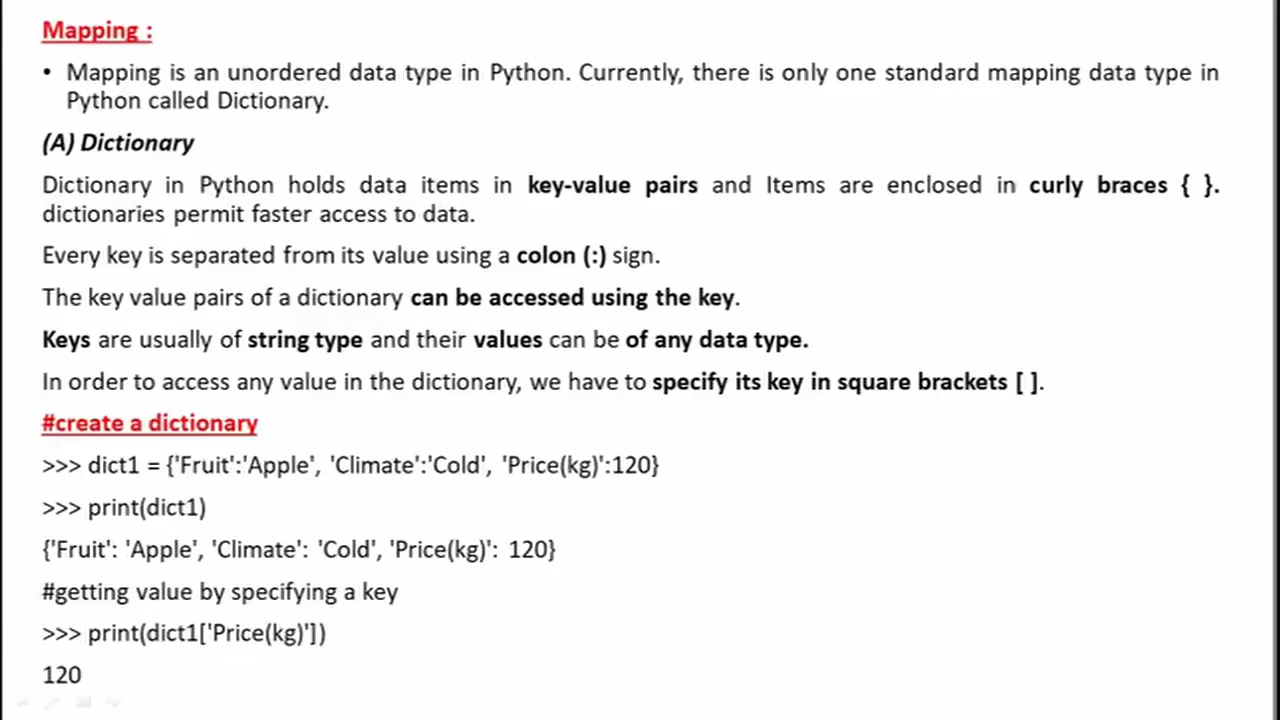 Mapping :
• Mapping is an unordered data type in Python. Currently, there is only one standard mapping data type in
Python called Dictionary.
(A) Dictionary
Dictionary in Python holds data items in key-value pairs and Items are enclosed in curly braces { }.
dictionaries permit faster access to data.
Every key is separated from its value using a colon (:) sign.
The key value pairs of a dictionary can be accessed using the key.
Keys are usually of string type and their values can be of any data type.
In order to access any value in the dictionary, we have to specify its key in square brackets [ ].
#create a dictionary
>>> dict1 = {'Fruit':'Apple', 'Climate':'Cold', 'Price(kg)':120}
>>> print(dict1)
{'Fruit': 'Apple', 'Climate': 'Cold', 'Price(kg)': 120}
#getting value by specifying a key
>>> print(dict1['Price(kg)'])
120